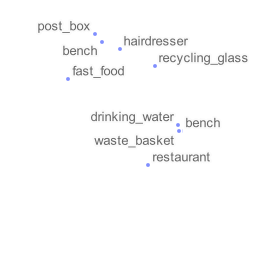 post_box
hairdresser
bench
recycling_glass
fast_food
drinking_water
bench
waste_basket
restaurant